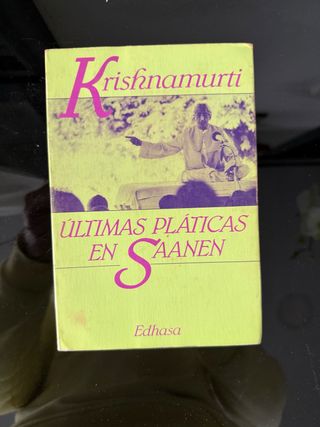 Krishnamurti
ÚLTIMAS PLÁTICAS
EN SAANEN
Edhasa